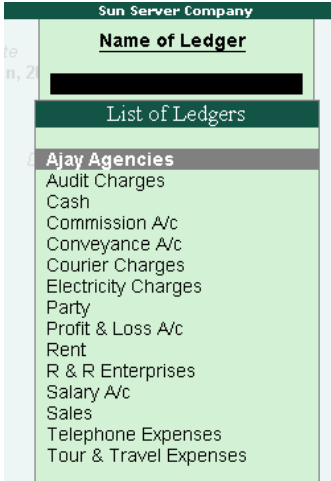 Sun Server Company
Name of Ledger
List of Ledgers
Ajay Agencies
Audit Charges
Cash
Commission A/c
Conveyance A/c
Courier Charges
Electricity Charges
Party
Profit & Loss A/c
Rent
R & R Enterprises
Salary A/c
Sales
Telephone Expenses
Tour & Travel Expenses